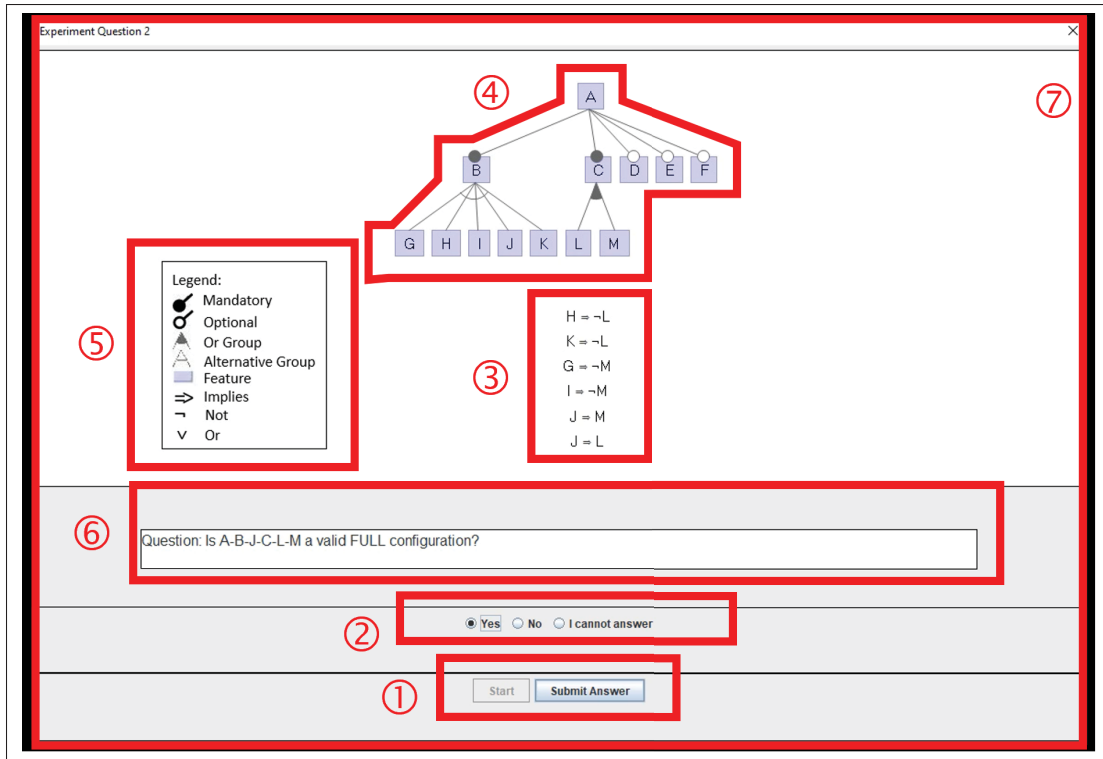 Experiment Question 2
④
A
⑦
B
C
D
E
F
G
H
I
J
K
L
M
⑤
Legend:
Mandatory
Optional
Or Group
Alternative Group
Feature
⇒ Implies
¬ Not
∨ Or
③
H ⇒ ¬L
K ⇒ ¬L
G ⇒ ¬M
I ⇒ ¬M
J ⇒ M
J ⇒ L
⑥
Question: Is A-B-J-C-L-M a valid FULL configuration?
②
Yes No I cannot answer
①
Start Submit Answer